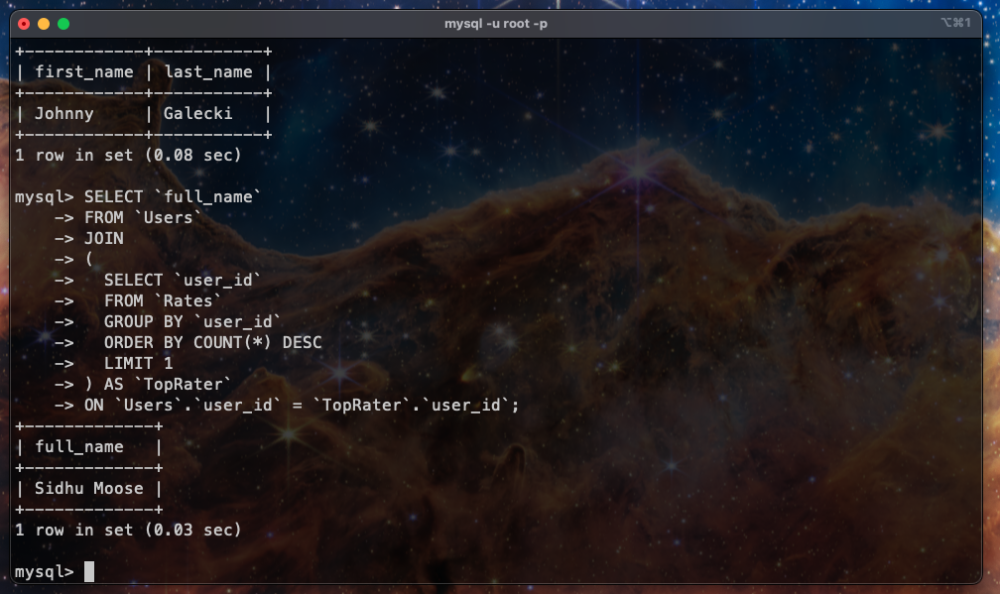 mysql -u root -p
⌥⌘1
+------------+-----------+
| first_name | last_name |
+------------+-----------+
| Johnny     | Galecki   |
+------------+-----------+
1 row in set (0.08 sec)
mysql> SELECT `full_name`
    -> FROM `Users`
    -> JOIN
    -> (
    ->   SELECT `user_id`
    ->   FROM `Rates`
    ->   GROUP BY `user_id`
    ->   ORDER BY COUNT(*) DESC
    ->   LIMIT 1
    -> ) AS `TopRater`
    -> ON `Users`.`user_id` = `TopRater`.`user_id`;
+-------------+
| full_name   |
+-------------+
| Sidhu Moose |
+-------------+
1 row in set (0.03 sec)
mysql>